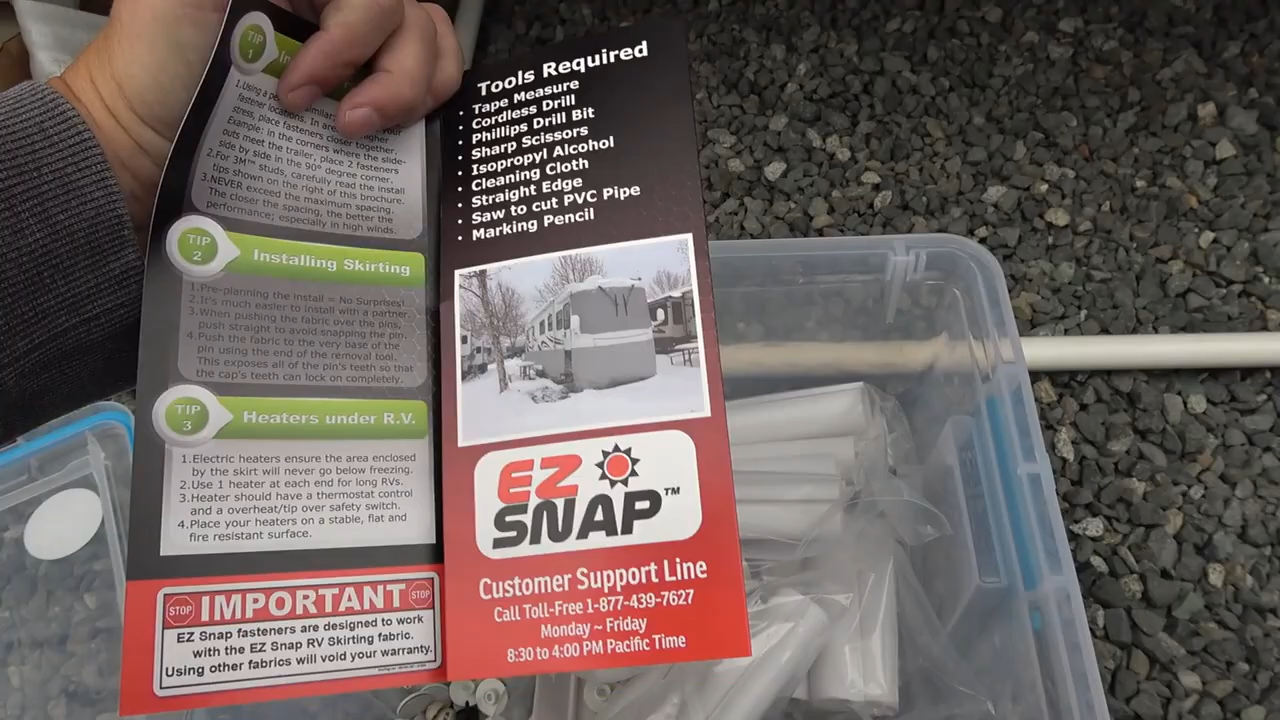 TIP
1
In
1.Using a pe
similar;
your
fastener locations. In are
higher
stress, place fasteners closer together.
Example: in the corners where the slide-
outs meet the trailer, place 2 fasteners
side by side in the 90º degree corner.
2.For 3M™ studs, carefully read the install
tips shown on the right of this brochure.
3.NEVER exceed the maximum spacing.
The closer the spacing, the better the
performance; especially in high winds.
TIP
2
Installing Skirting
1.Pre-planning the install = No Surprises!
2.It's much easier to install with a partner.
3.When pushing the fabric over the pins,
push straight to avoid snapping the pin.
4.Push the fabric to the very base of the
pin using the end of the removal tool.
This exposes all of the pin's teeth so that
the cap's teeth can lock on completely.
TIP
3
Heaters under R.V.
1.Electric heaters ensure the area enclosed
by the skirt will never go below freezing.
2.Use 1 heater at each end for long RVs.
3.Heater should have a thermostat control
and a overheat/tip over safety switch.
4.Place your heaters on a stable, flat and
fire resistant surface.
STOP IMPORTANT STOP
EZ Snap fasteners are designed to work
with the EZ Snap RV Skirting fabric.
Using other fabrics will void your warranty.
Tools Required
• Tape Measure
• Cordless Drill
• Phillips Drill Bit
• Sharp Scissors
• Isopropyl Alcohol
• Cleaning Cloth
• Straight Edge
• Saw to cut PVC Pipe
• Marking Pencil
EZ
SNAP™
Customer Support Line
Call Toll-Free 1-877-439-7627
Monday ~ Friday
8:30 to 4:00 PM Pacific Time